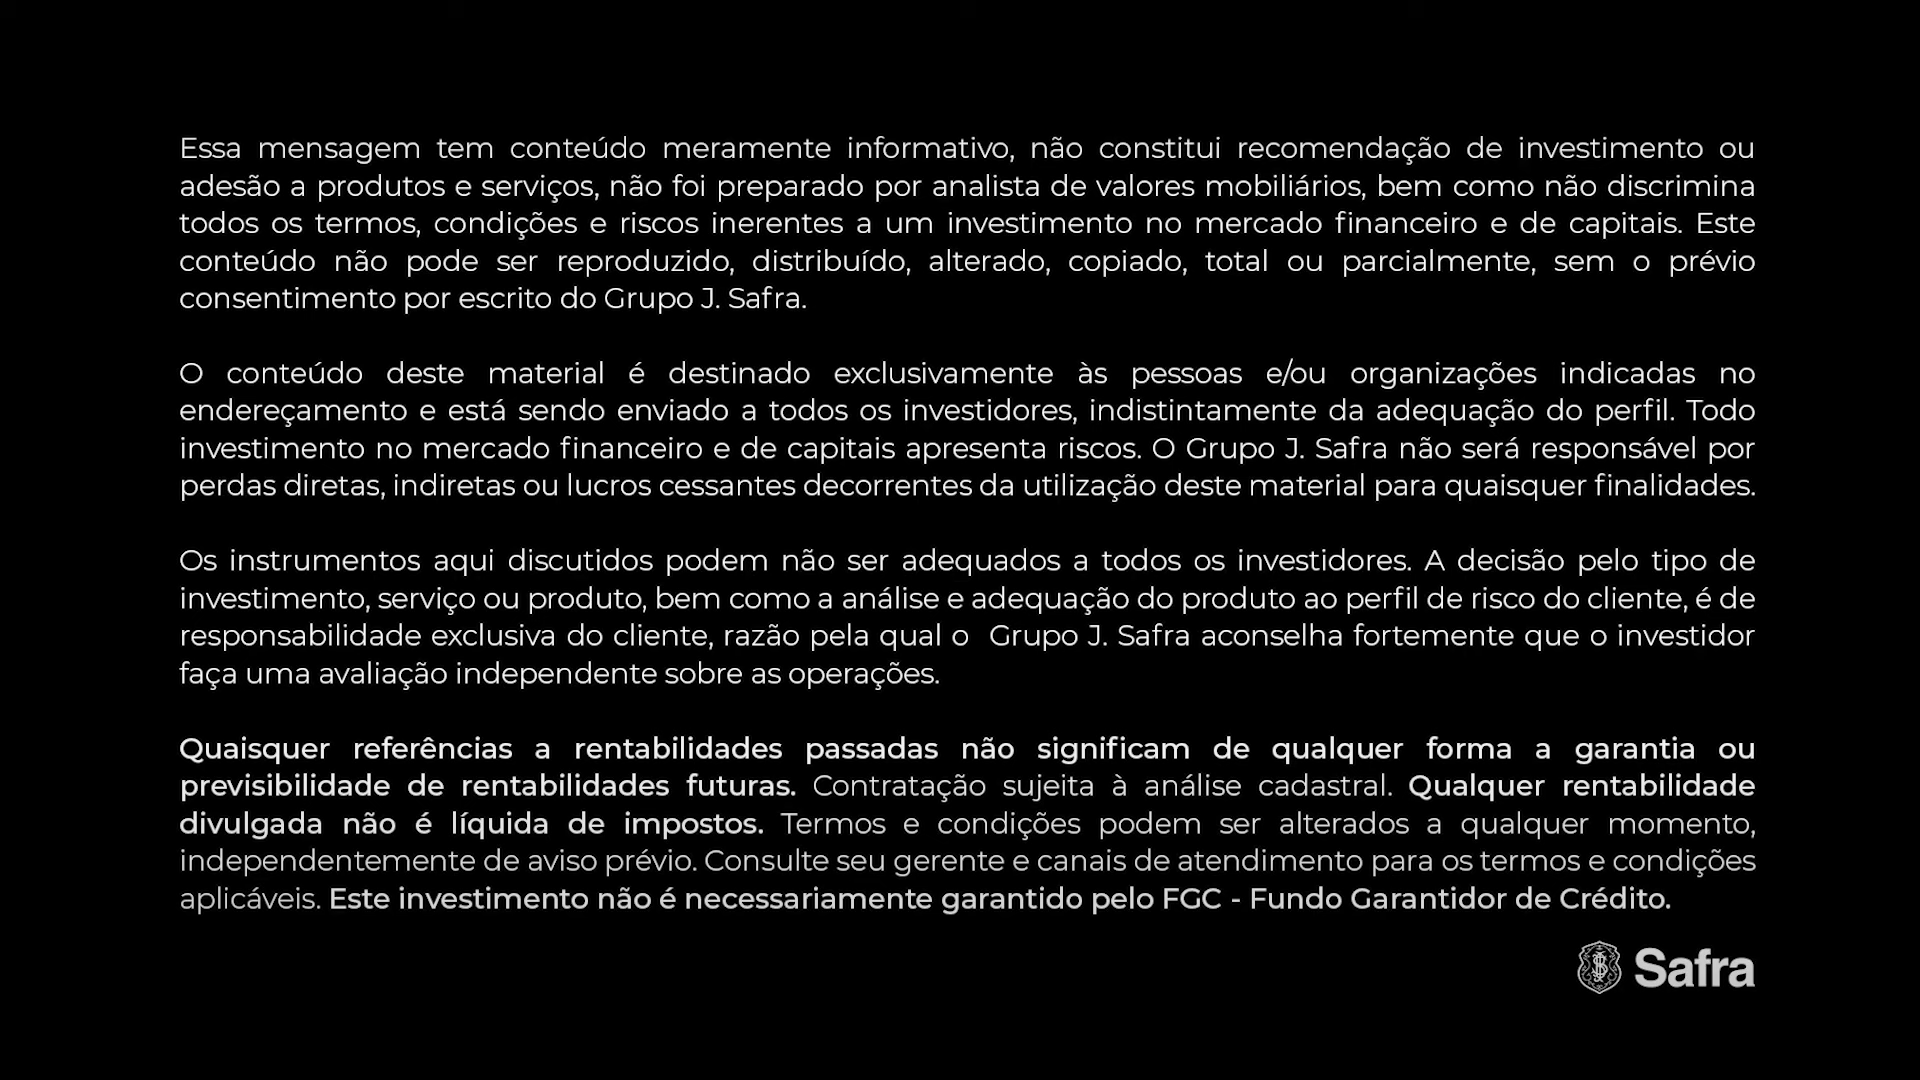 Essa mensagem tem conteúdo meramente informativo, não constitui recomendação de investimento ou
adesão a produtos e serviços, não foi preparado por analista de valores mobiliários, bem como não discrimina
todos os termos, condições e riscos inerentes a um investimento no mercado financeiro e de capitais. Este
conteúdo não pode ser reproduzido, distribuído, alterado, copiado, total ou parcialmente, sem o prévio
consentimento por escrito do Grupo J. Safra.
O conteúdo deste material é destinado exclusivamente às pessoas e/ou organizações indicadas no
endereçamento e está sendo enviado a todos os investidores, indistintamente da adequação do perfil. Todo
investimento no mercado financeiro e de capitais apresenta riscos. O Grupo J. Safra não será responsável por
perdas diretas, indiretas ou lucros cessantes decorrentes da utilização deste material para quaisquer finalidades.
Os instrumentos aqui discutidos podem não ser adequados a todos os investidores. A decisão pelo tipo de
investimento, serviço ou produto, bem como a análise e adequação do produto ao perfil de risco do cliente, é de
responsabilidade exclusiva do cliente, razão pela qual o Grupo J. Safra aconselha fortemente que o investidor
faça uma avaliação independente sobre as operações.
Quaisquer referências a rentabilidades passadas não significam de qualquer forma a garantia ou
previsibilidade de rentabilidades futuras. Contratação sujeita à análise cadastral. Qualquer rentabilidade
divulgada não é líquida de impostos. Termos e condições podem ser alterados a qualquer momento,
independentemente de aviso prévio. Consulte seu gerente e canais de atendimento para os termos e condições
aplicáveis. Este investimento não é necessariamente garantido pelo FGC - Fundo Garantidor de Crédito.
Safra